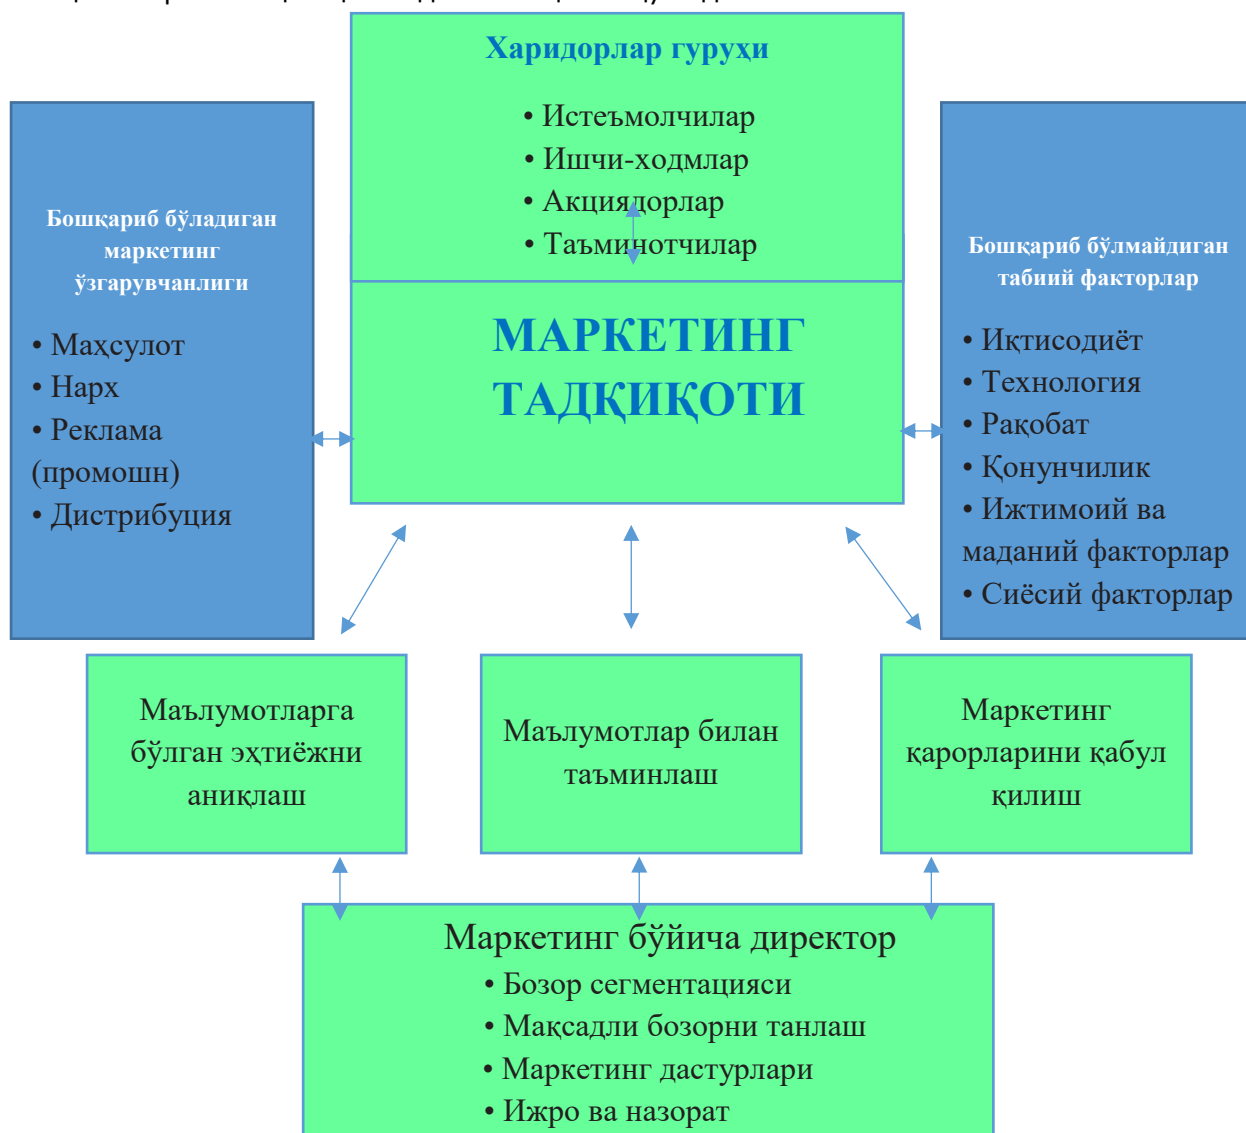 Харидорлар гуруҳи
• Истеъмолчилар
• Ишчи-ходмлар
• Акциядорлар
• Таъминотчилар
Бошқариб бўладиган
маркетинг
ўзгарувчанлиги
• Маҳсулот
• Нарх
• Реклама
(промошн)
• Дистрибуция
МАРКЕТИНГ
ТАДҚИҚОТИ
Бошқариб бўлмайдиган
табиий факторлар
• Иқтисодиёт
• Технология
• Рақобат
• Қонунчилик
• Ижтимоий ва
маданий факторлар
• Сиёсий факторлар
Маълумотларга
бўлган эҳтиёжни
аниқлаш
Маълумотлар билан
таъминлаш
Маркетинг
қарорларини қабул
қилиш
Маркетинг бўйича директор
• Бозор сегментацияси
• Мақсадли бозорни танлаш
• Маркетинг дастурлари
• Ижро ва назорат